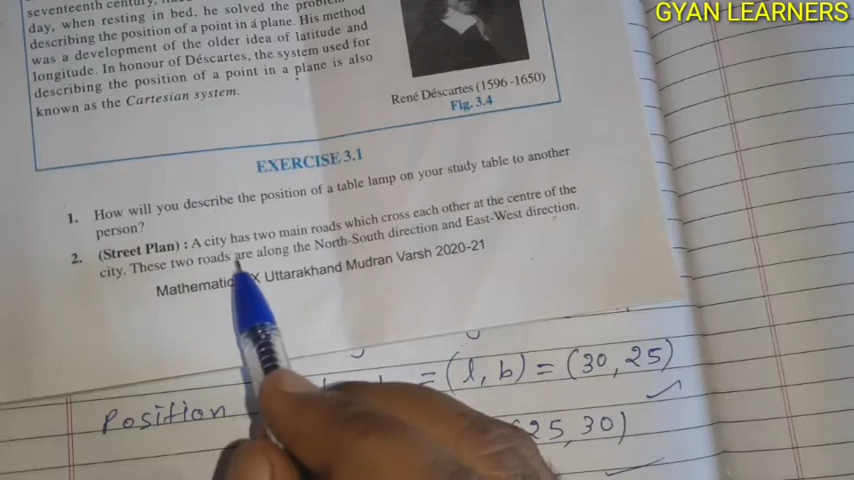 GYAN LEARNERS
seventeenth century,
day, when resting in bed, he solved the problem
describing the position of a point in a plane. His method
was a development of the older idea of latitude and
longitude. In honour of Déscartes, the system used for
describing the position of a point in a plane is also
known as the Cartesian system.
René Déscartes (1596 -1650)
Fig. 3.4
EXERCISE 3.1
1. How will you describe the position of a table lamp on your study table to another
person?
2. (Street Plan) : A city has two main roads which cross each other at the centre of the
city. These two roads are along the North-South direction and East-West direction.
Mathematic X Uttarakhand Mudran Varsh 2020-21
= (l, b) = (30, 25)
Position
25, 30)